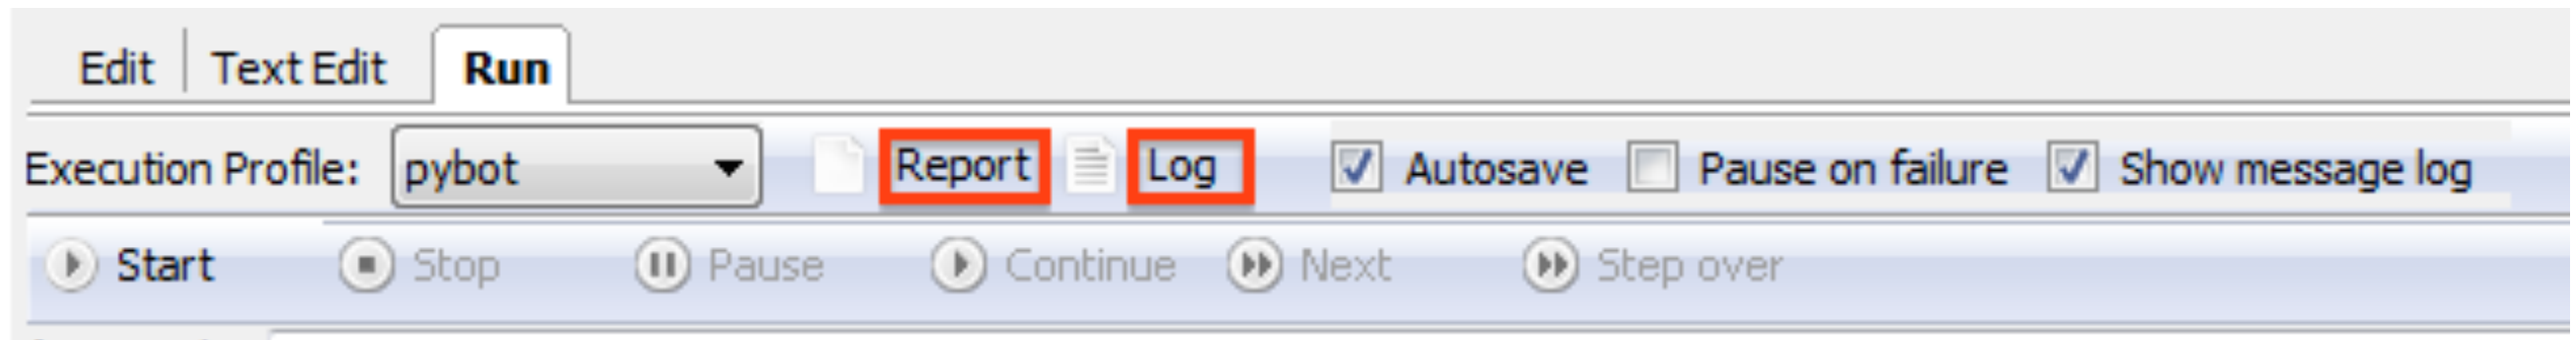 Edit Text Edit Run
Execution Profile: pybot Report Log Autosave Pause on failure Show message log
Start Stop Pause Continue Next Step over